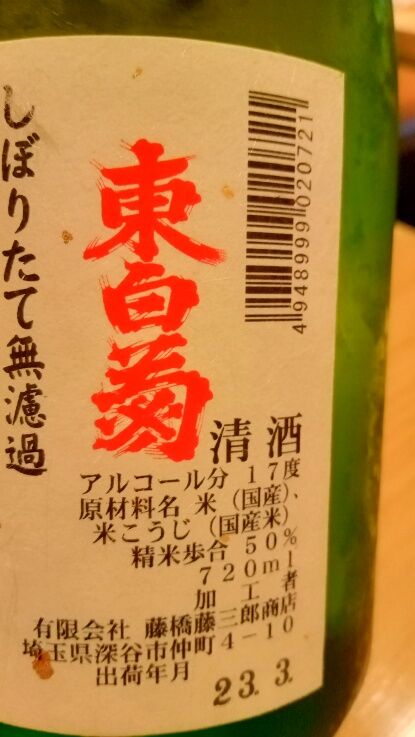 しぼりたて無濾過
東白菊
4948999020721
清酒
アルコール分 17度
原材料名 米(国産)、
米こうじ(国産米)
精米歩合 50%
720ml
加工者
有限会社 藤橋藤三郎商店
埼玉県深谷市仲町4-10
出荷年月 23.3.